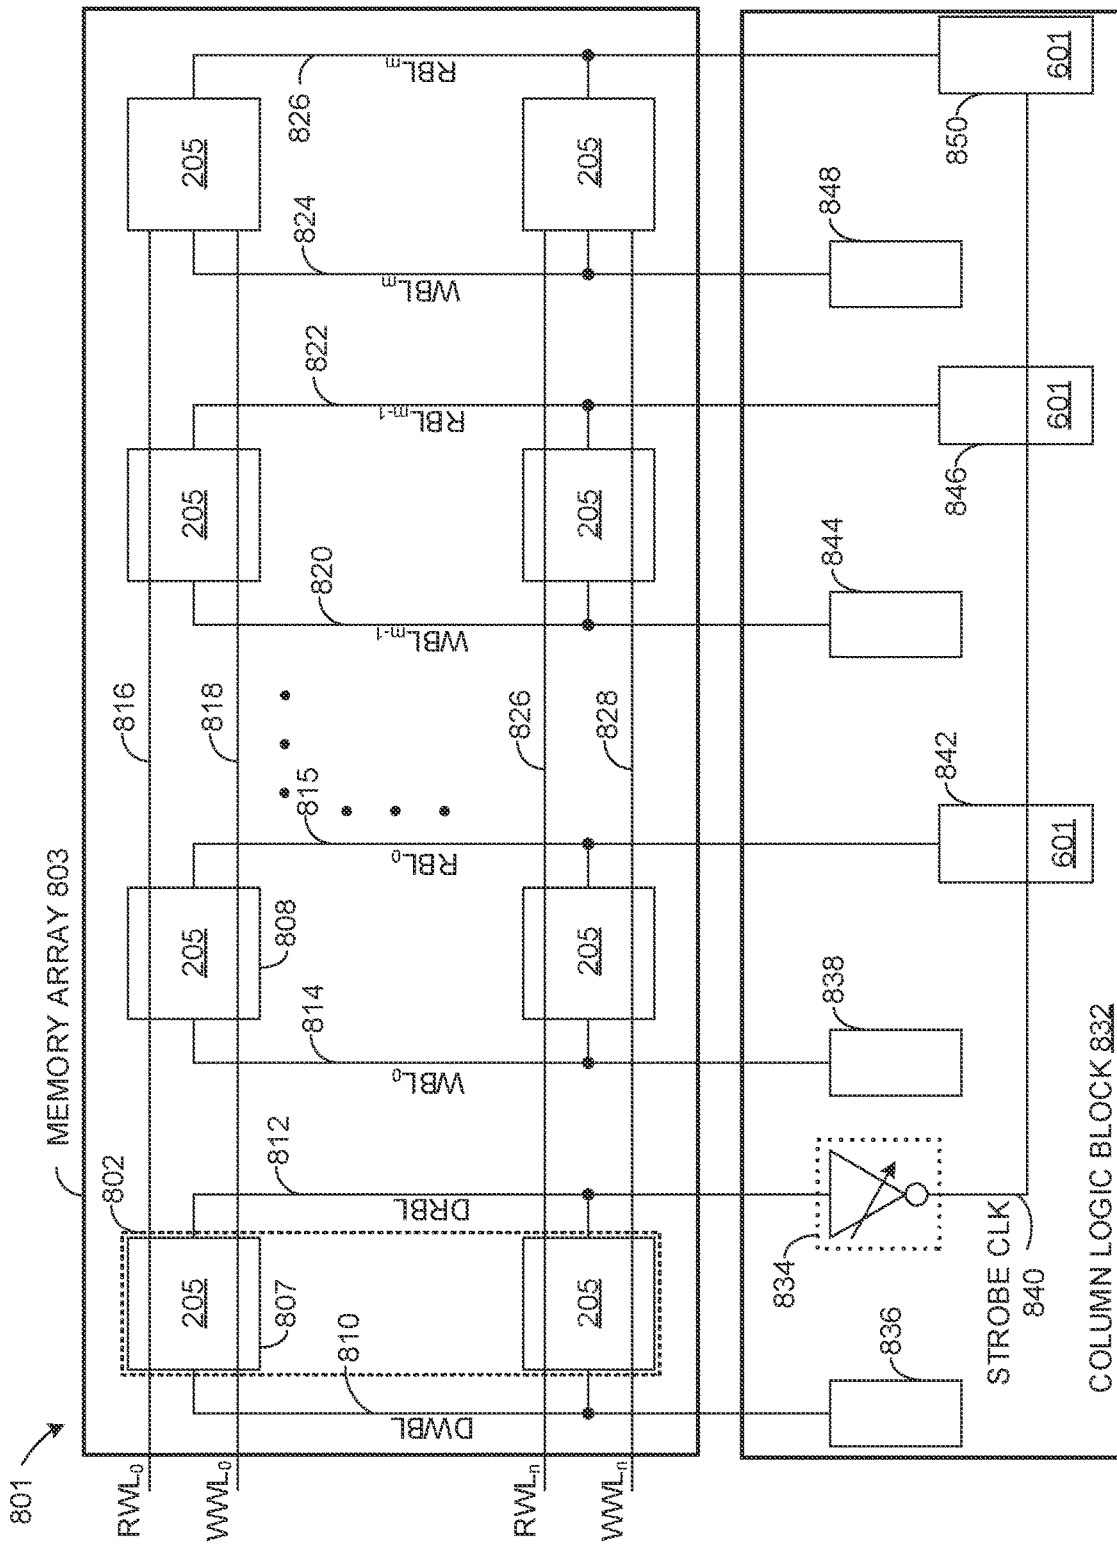 801
MEMORY ARRAY 803
802
816
818
RWL0
WWL0
205
205
205
205
807
808
810
DWBL
812
DRBL
814
WBL0
815
RBL0
820
WBLm-1
822
RBLm-1
824
WBLm
826
RBLm
826
828
RWLn
WWLn
205
205
205
205
834
836
838
844
848
STROBE CLK
840
842
846
850
601
601
601
COLUMN LOGIC BLOCK 832